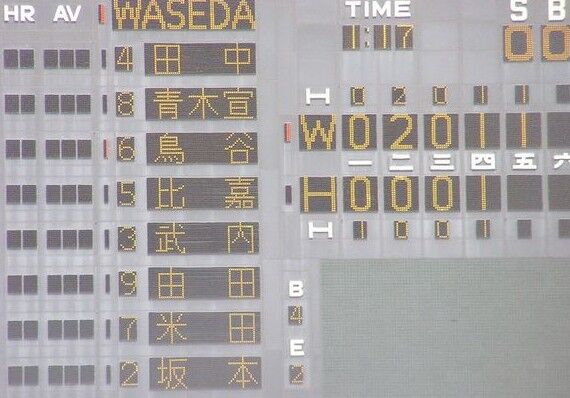 HR AV WASEDA
4 田中
8 青木宣
6 鳥谷
5 比嘉
3 武内
9 由田
7 米田
2 坂本
TIME S B
1:17 0 0
H 0 2 0 1 1
W 0 2 0 1 1
一 二 三 四 五 六
H 0 0 0 1
H 1 0 0 1
B
4
E
2